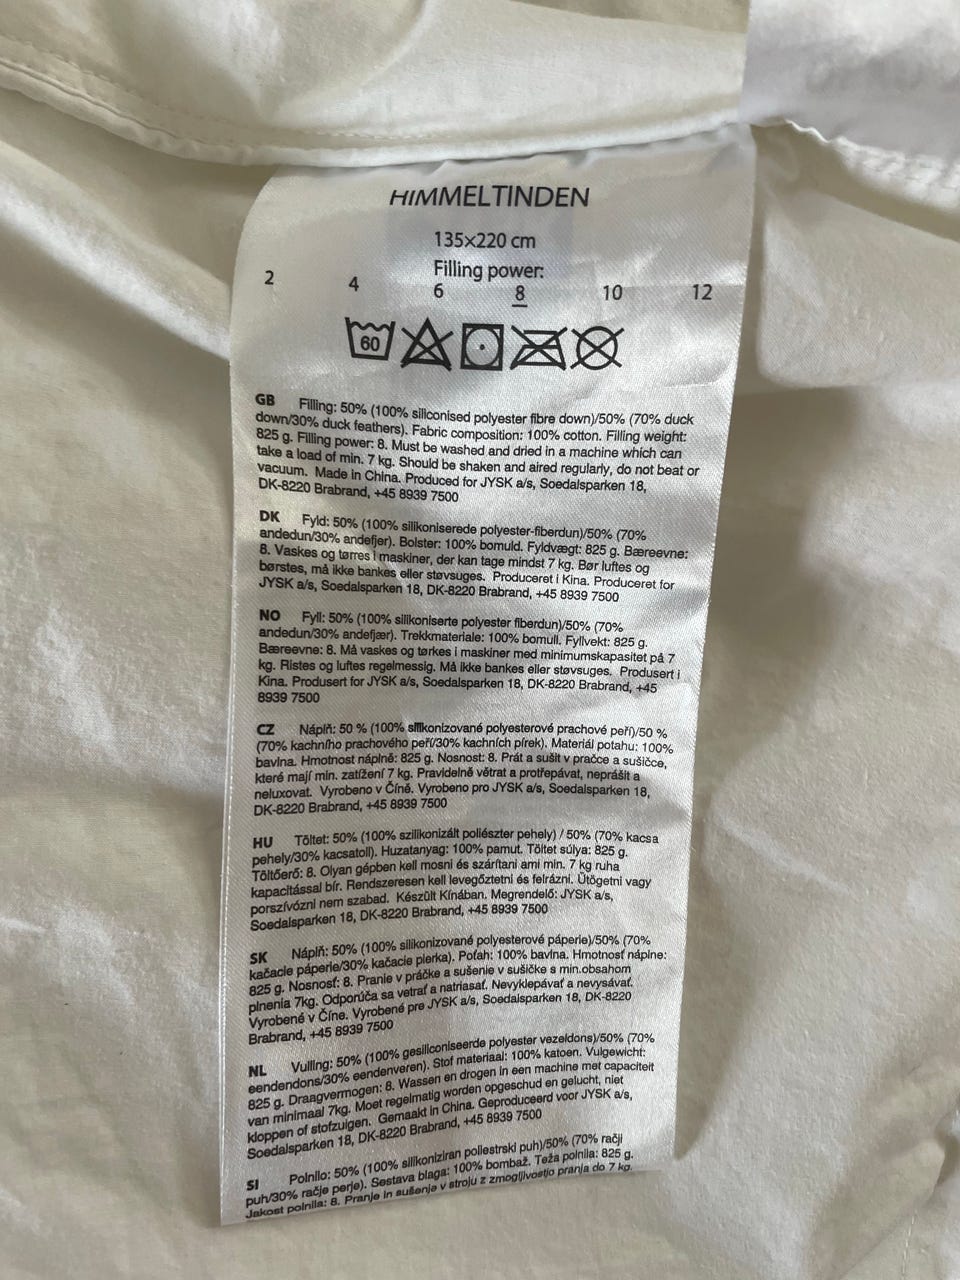 HIMMELTINDEN
135×220 cm
Filling power:
2 4 6 8 10 12
60
GB Filling: 50% (100% siliconised polyester fibre down)/50% (70% duck
down/30% duck feathers). Fabric composition: 100% cotton. Filling weight:
825 g. Filling power: 8. Must be washed and dried in a machine which can
take a load of min. 7 kg. Should be shaken and aired regularly, do not beat or
vacuum. Made in China. Produced for JYSK a/s, Soedalsparken 18,
DK-8220 Brabrand, +45 8939 7500
DK Fyld: 50% (100% silikoniserede polyester-fiberdun)/50% (70%
andedun/30% andefjer). Bolster: 100% bomuld. Fyldvægt: 825 g. Bæreevne:
8. Vaskes og tørres i maskiner, der kan tage mindst 7 kg. Bør luftes og
børstes, må ikke bankes eller støvsuges. Produceret i Kina. Produceret for
JYSK a/s, Soedalsparken 18, DK-8220 Brabrand, +45 8939 7500
NO Fyll: 50% (100% silikoniserte polyester fiberdun)/50% (70%
andedun/30% andefjær). Trekkmateriale: 100% bomull. Fyllvekt: 825 g.
Bæreevne: 8. Må vaskes og tørkes i maskiner med minimumskapasitet på 7
kg. Ristes og luftes regelmessig. Må ikke bankes eller støvsuges. Produsert i
Kina. Produsert for JYSK a/s, Soedalsparken 18, DK-8220 Brabrand, +45
8939 7500
CZ Náplň: 50 % (100% silikonizované polyesterové prachové peří)/50 %
(70% kachního prachového peří/30% kachních pírek). Materiál potahu: 100%
bavlna. Hmotnost náplně: 825 g. Nosnost: 8. Prát a sušit v pračce a sušičce,
které mají min. zatížení 7 kg. Pravidelně větrat a protřepávat, neprášit a
neluxovat. Vyrobeno v Číně. Vyrobeno pro JYSK a/s, Soedalsparken 18,
DK-8220 Brabrand, +45 8939 7500
HU Töltet: 50% (100% szilikonizált poliészter pehely) / 50% (70% kacsa
pehely/30% kacsatoll). Huzatanyag: 100% pamut. Töltet súlya: 825 g.
Töltőerő: 8. Olyan gépben kell mosni és szárítani ami min. 7 kg ruha
kapacitással bír. Rendszeresen kell levegőztetni és felrázni. Ütögetni vagy
porszívózni nem szabad. Készült Kínában. Megrendelő: JYSK a/s,
Soedalsparken 18, DK-8220 Brabrand, +45 8939 7500
SK Náplň: 50% (100% silikonizované polyesterové páperie)/50% (70%
kačacie páperie/30% kačacie pierka). Poťah: 100% bavlna. Hmotnosť náplne:
825 g. Nosnosť: 8. Pranie v práčke a sušenie v sušičke s min.obsahom
plnenia 7kg. Odporúča sa vetrať a natriasať. Nevyklepávať a nevysávať.
Vyrobené v Číne. Vyrobené pre JYSK a/s, Soedalsparken 18, DK-8220
Brabrand, +45 8939 7500
NL Vulling: 50% (100% gesiliconiseerde polyester vezeldons)/50% (70%
eendendons/30% eendenveren). Stof materiaal: 100% katoen. Vulgewicht:
825 g. Draagvermogen: 8. Wassen en drogen in een machine met capaciteit
van minimaal 7kg. Moet regelmatig worden opgeschud en gelucht, niet
kloppen of stofzuigen. Gemaakt in China. Geproduceerd voor JYSK a/s,
Soedalsparken 18, DK-8220 Brabrand, +45 8939 7500
SI Polnilo: 50% (100% silikoniziran poliestrski puh)/50% (70% račji
puh/30% račje perje). Sestava blaga: 100% bombaž. Teža polnila: 825 g.
Jakost polnila: 8. Pranje in sušenje v stroju z zmogljivostjo pranja do 7 kg.